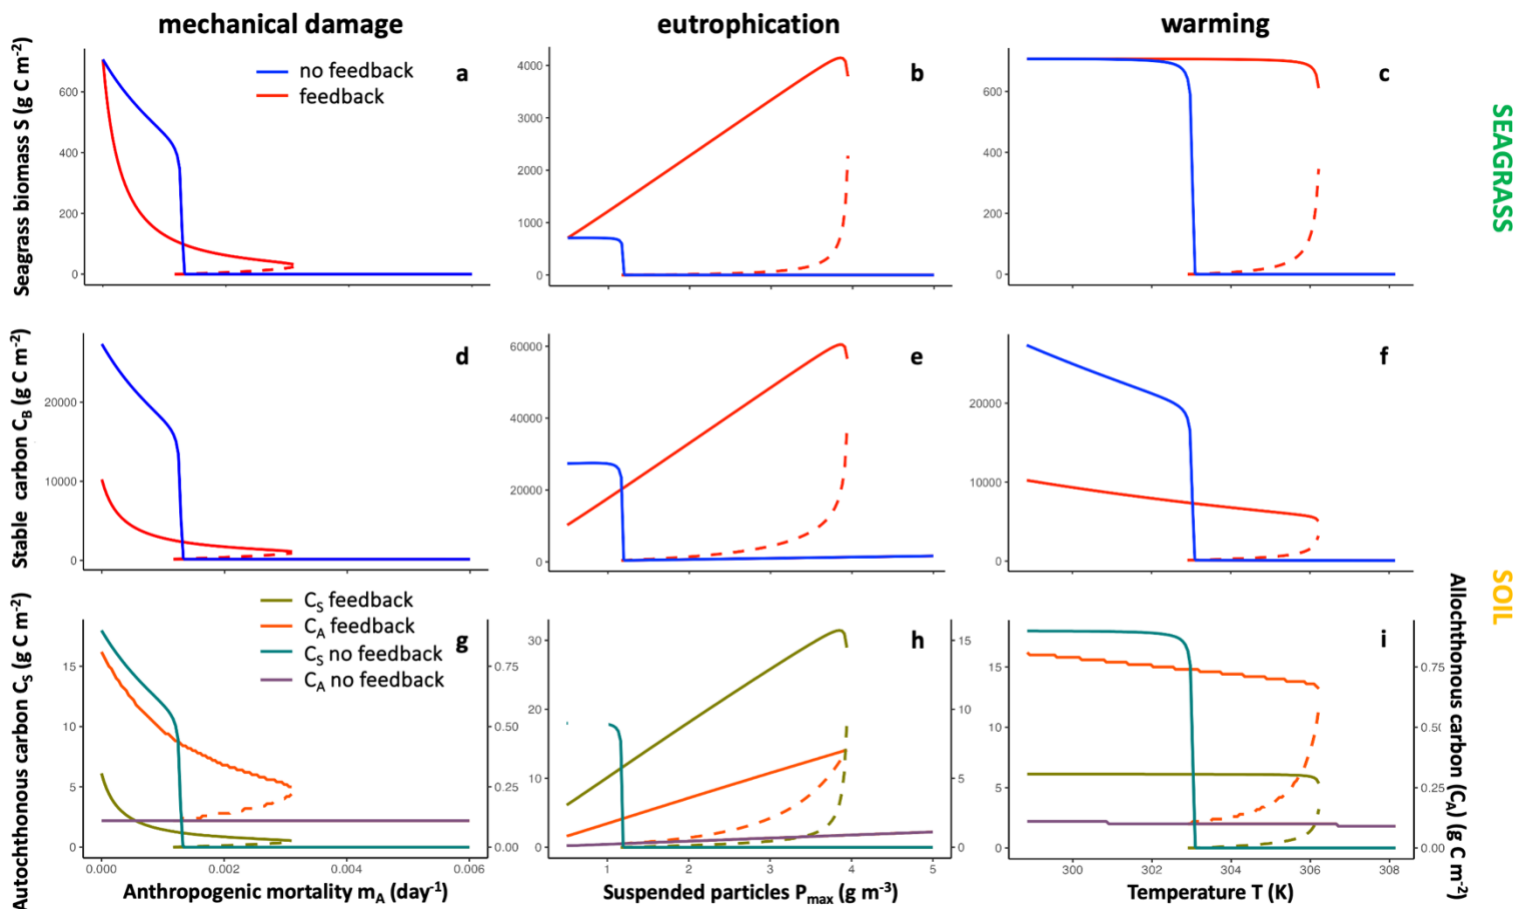 mechanical damage
eutrophication
warming
Seagrass biomass S (g C m-2)
600
400
200
0
no feedback
feedback
a
4000
3000
2000
1000
0
b
600
400
200
0
c
SEAGRASS
Stable carbon CB (g C m-2)
20000
10000
0
d
60000
40000
20000
0
e
20000
10000
0
f
SOIL
Autochthonous carbon CS (g C m-2)
15
10
5
0
CS feedback
CA feedback
CS no feedback
CA no feedback
g
0.75
0.50
0.25
0.00
0.000
0.002
0.004
0.006
Anthropogenic mortality mA (day-1)
30
20
10
0
h
15
10
5
0
1
2
3
4
5
Suspended particles Pmax (g m-3)
15
10
5
0
i
0.75
0.50
0.25
0.00
300
302
304
306
308
Temperature T (K)
Allochthonous carbon (CA) (g C m-2)